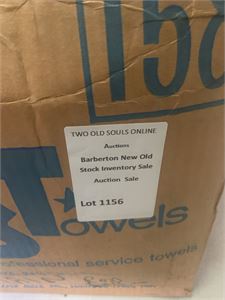 158
TWO OLD SOULS ONLINE
Auctions
Barberton New Old
Stock Inventory Sale
Auction Sale
Lot 1156
Towels
professional service towels